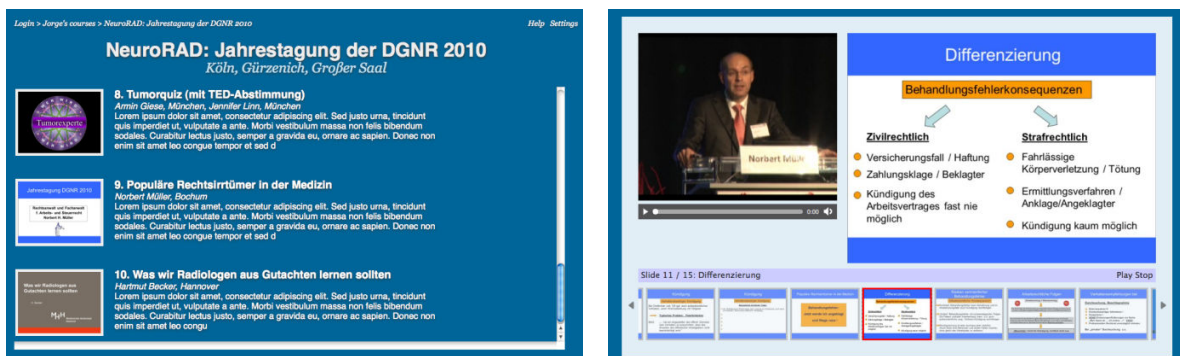 Login > Jorge's courses > NeuroRAD: Jahrestagung der DGNR 2010
Help Settings
NeuroRAD: Jahrestagung der DGNR 2010
Köln, Gürzenich, Großer Saal
Tumorexperte
8. Tumorquiz (mit TED-Abstimmung)
Armin Giese, München, Jennifer Linn, München
Lorem ipsum dolor sit amet, consectetur adipiscing elit. Sed justo urna, tincidunt
quis imperdiet ut, vulputate a ante. Morbi vestibulum massa non felis bibendum
sodales. Curabitur lectus justo, semper a gravida eu, ornare ac sapien. Donec non
enim sit amet leo congue tempor et sed d
Jahrestagung DGNR 2010
Rechtsanwalt und Fachanwalt
f. Arbeits- und Steuerrecht
Norbert H. Müller
9. Populäre Rechtsirrtümer in der Medizin
Norbert Müller, Bochum
Lorem ipsum dolor sit amet, consectetur adipiscing elit. Sed justo urna, tincidunt
quis imperdiet ut, vulputate a ante. Morbi vestibulum massa non felis bibendum
sodales. Curabitur lectus justo, semper a gravida eu, ornare ac sapien. Donec non
enim sit amet leo congue tempor et sed d
Was wir Radiologen aus
Gutachten lernen sollten
10. Was wir Radiologen aus Gutachten lernen sollten
Hartmut Becker, Hannover
Lorem ipsum dolor sit amet, consectetur adipiscing elit. Sed justo urna, tincidunt
quis imperdiet ut, vulputate a ante. Morbi vestibulum massa non felis bibendum
sodales. Curabitur lectus justo, semper a gravida eu, ornare ac sapien. Donec non
enim sit amet leo congu
Norbert Müll
0:00
Differenzierung
Behandlungsfehlerkonsequenzen
Zivilrechtlich
Versicherungsfall / Haftung
Zahlungsklage / Beklagter
Kündigung des
Arbeitsvertrages fast nie
möglich
Strafrechtlich
Fahrlässige
Körperverletzung / Tötung
Ermittlungsverfahren /
Anklage/Angeklagter
Kündigung kaum möglich
Slide 11 / 15: Differenzierung
Play Stop
Differenzierung